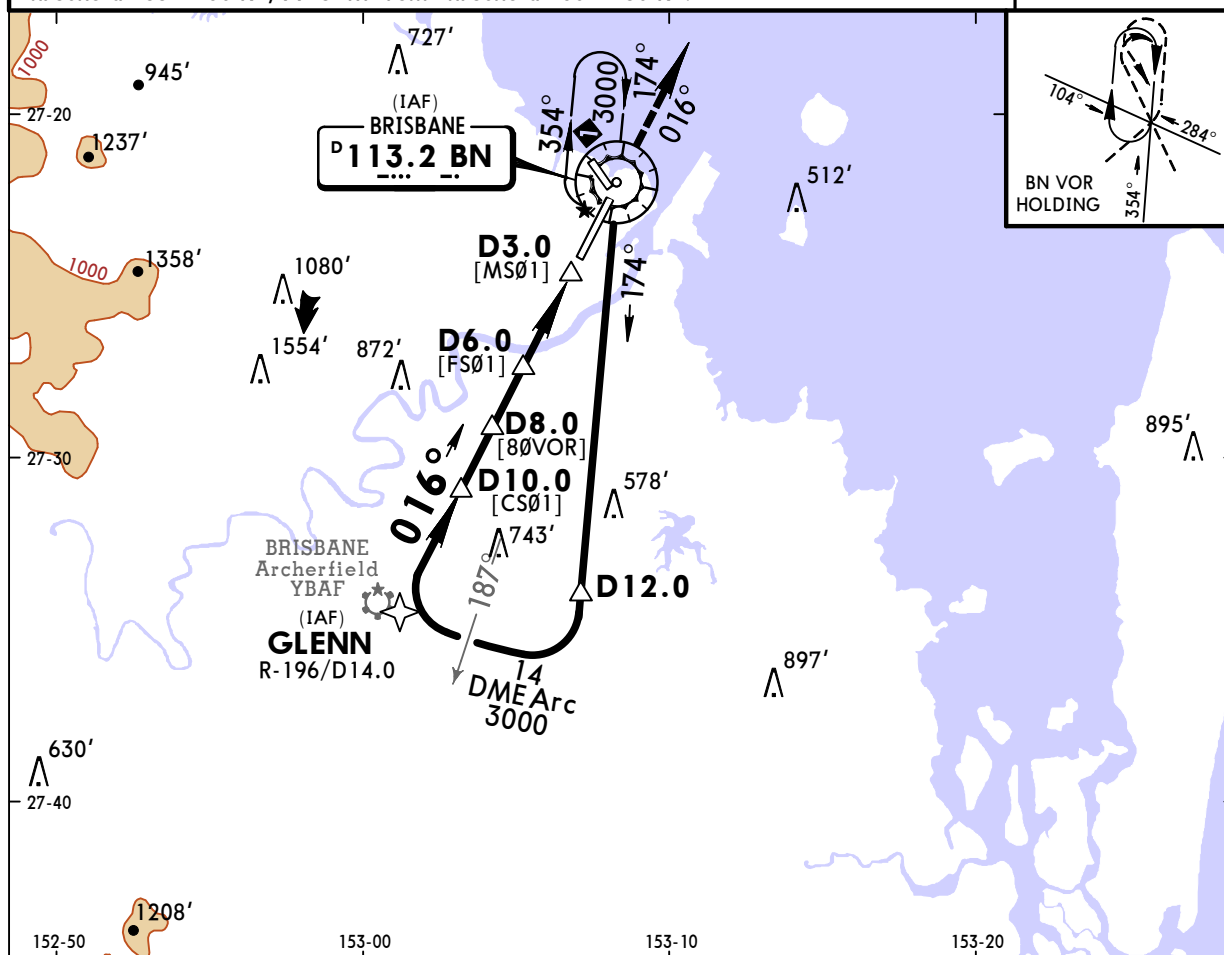 727'
1000
945'
27-20
1237'
(IAF)
BRISBANE
D 113.2 BN
354°
3000
174°
016°
104°
284°
BN VOR
HOLDING
354°
512'
D3.0
[MSØ1]
174°
1358'
1000
1080'
1554'
872'
D6.0
[FSØ1]
D8.0
[8ØVOR]
27-30
895'
016°
D10.0
[CSØ1]
578'
743'
187°
BRISBANE
Archerfield
YBAF
(IAF)
GLENN
R-196/D14.0
D12.0
14
DME Arc
3000
897'
630'
27-40
1208'
152-50
153-00
153-10
153-20